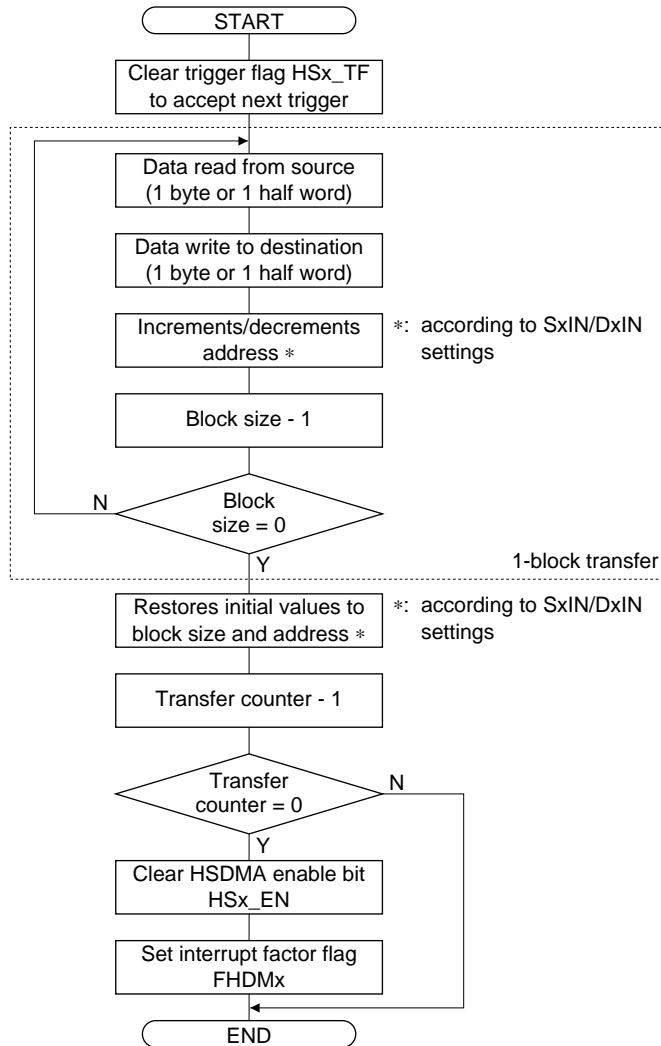 START
Clear trigger flag HSx_TF
to accept next trigger
Data read from source
(1 byte or 1 half word)
Data write to destination
(1 byte or 1 half word)
Increments/decrements
address ∗
∗: according to SxIN/DxIN
settings
Block size - 1
N
Block
size = 0
Y
1-block transfer
Restores initial values to
block size and address ∗
∗: according to SxIN/DxIN
settings
Transfer counter - 1
Transfer
counter = 0
N
Y
Clear HSDMA enable bit
HSx_EN
Set interrupt factor flag
FHDMx
END